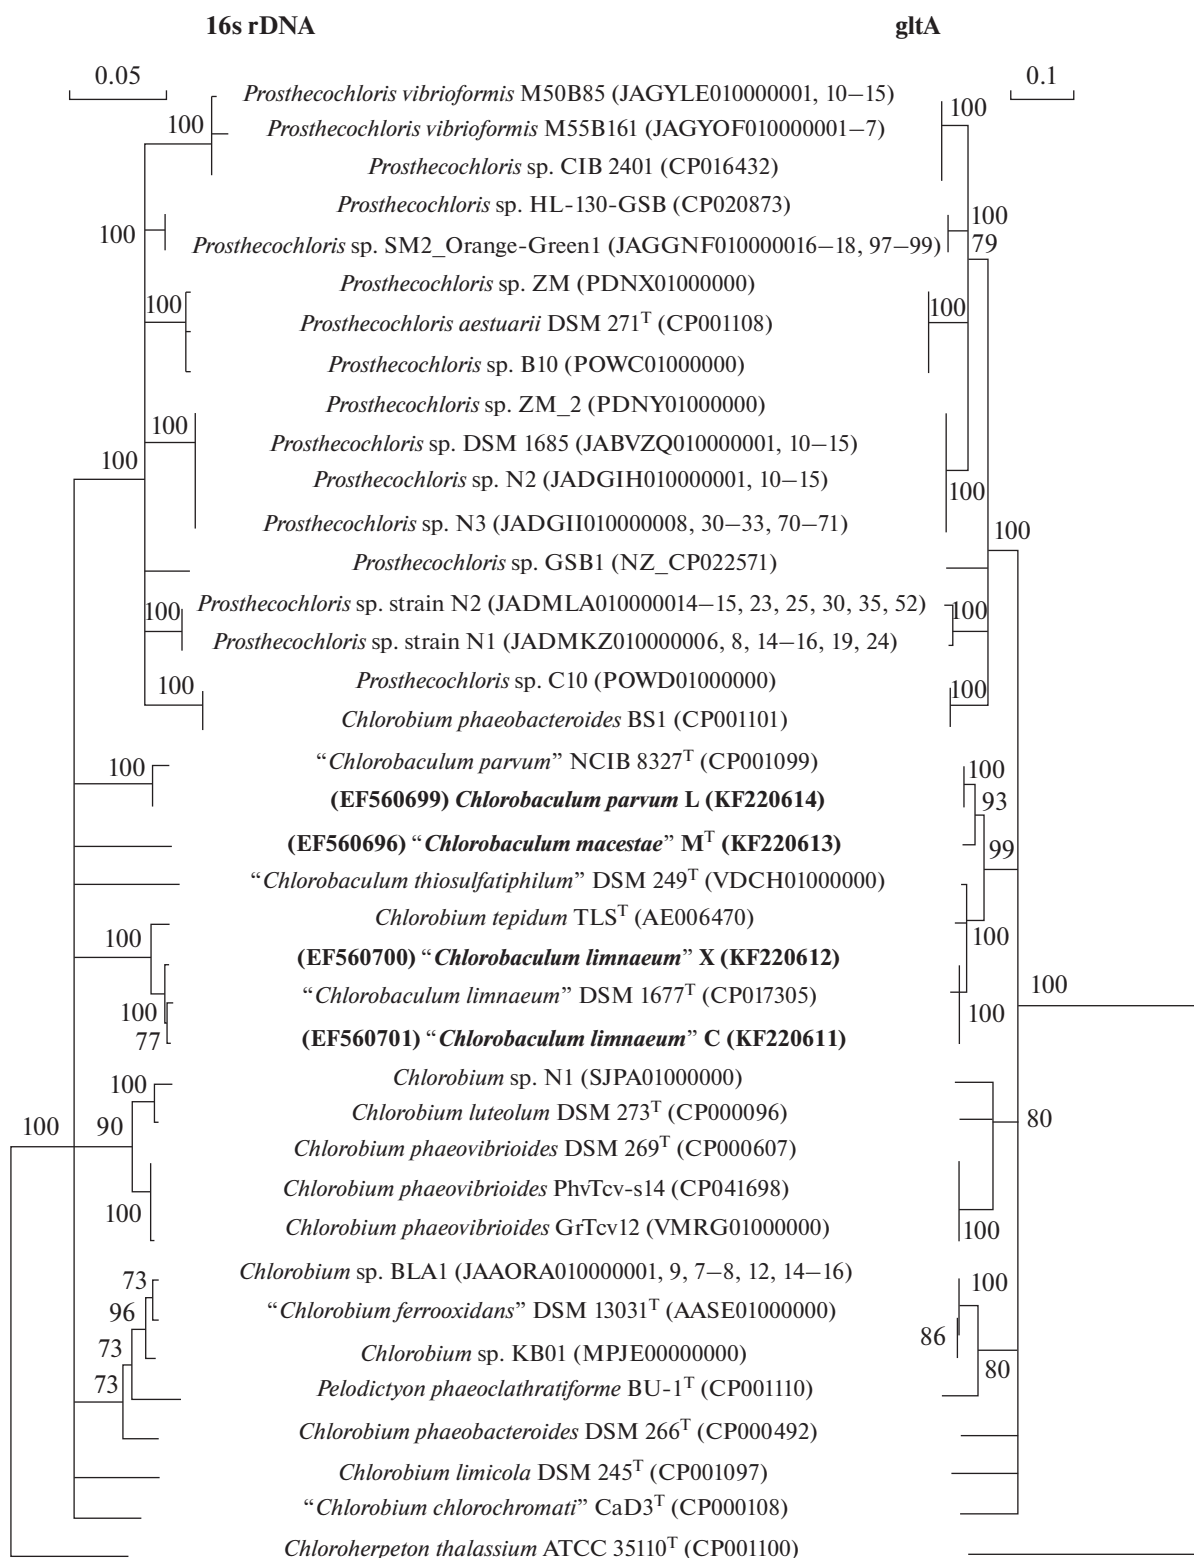 16s rDNA gltA
0.05 0.1
Prosthecochloris vibrioformis M50B85 (JAGYLE010000001, 10–15)
100
100 Prosthecochloris vibrioformis M55B161 (JAGYOF010000001–7)
Prosthecochloris sp. CIB 2401 (CP016432)
Prosthecochloris sp. HL-130-GSB (CP020873)
100
100
Prosthecochloris sp. SM2_Orange-Green1 (JAGGNF010000016–18, 97–99) 79
Prosthecochloris sp. ZM (PDNX01000000)
100 100
Prosthecochloris aestuarii DSM 271T (CP001108)
Prosthecochloris sp. B10 (POWC01000000)
Prosthecochloris sp. ZM_2 (PDNY01000000)
100
Prosthecochloris sp. DSM 1685 (JABVZQ010000001, 10–15)
100
Prosthecochloris sp. N2 (JADGIH010000001, 10–15)
100
Prosthecochloris sp. N3 (JADGII010000008, 30–33, 70–71)
100
Prosthecochloris sp. GSB1 (NZ_CP022571)
Prosthecochloris sp. strain N2 (JADMLA010000014–15, 23, 25, 30, 35, 52)
100 100
Prosthecochloris sp. strain N1 (JADMKZ010000006, 8, 14–16, 19, 24)
Prosthecochloris sp. C10 (POWD01000000)
100 100
Chlorobium phaeobacteroides BS1 (CP001101)
“Chlorobaculum parvum” NCIB 8327T (CP001099)
100 100
(EF560699) Chlorobaculum parvum L (KF220614) 93
(EF560696) “Chlorobaculum macestae” MT (KF220613)
99
“Chlorobaculum thiosulfatiphilum” DSM 249T (VDCH01000000)
Chlorobium tepidum TLST (AE006470)
100 100
(EF560700) “Chlorobaculum limnaeum” X (KF220612)
100
“Chlorobaculum limnaeum” DSM 1677T (CP017305)
100 100
77 (EF560701) “Chlorobaculum limnaeum” C (KF220611)
Chlorobium sp. N1 (SJPA01000000)
100
Chlorobium luteolum DSM 273T (CP000096)
100 90 80
Chlorobium phaeovibrioides DSM 269T (CP000607)
Chlorobium phaeovibrioides PhvTcv-s14 (CP041698)
100
Chlorobium phaeovibrioides GrTcv12 (VMRG01000000) 100
Chlorobium sp. BLA1 (JAAORA010000001, 9, 7–8, 12, 14–16)
73 100
96 “Chlorobium ferrooxidans” DSM 13031T (AASE01000000)
86
73 Chlorobium sp. KB01 (MPJE00000000)
80
73 Pelodictyon phaeoclathratiforme BU-1T (CP001110)
Chlorobium phaeobacteroides DSM 266T (CP000492)
Chlorobium limicola DSM 245T (CP001097)
“Chlorobium chlorochromati” CaD3T (CP000108)
Chloroherpeton thalassium ATCC 35110T (CP001100)